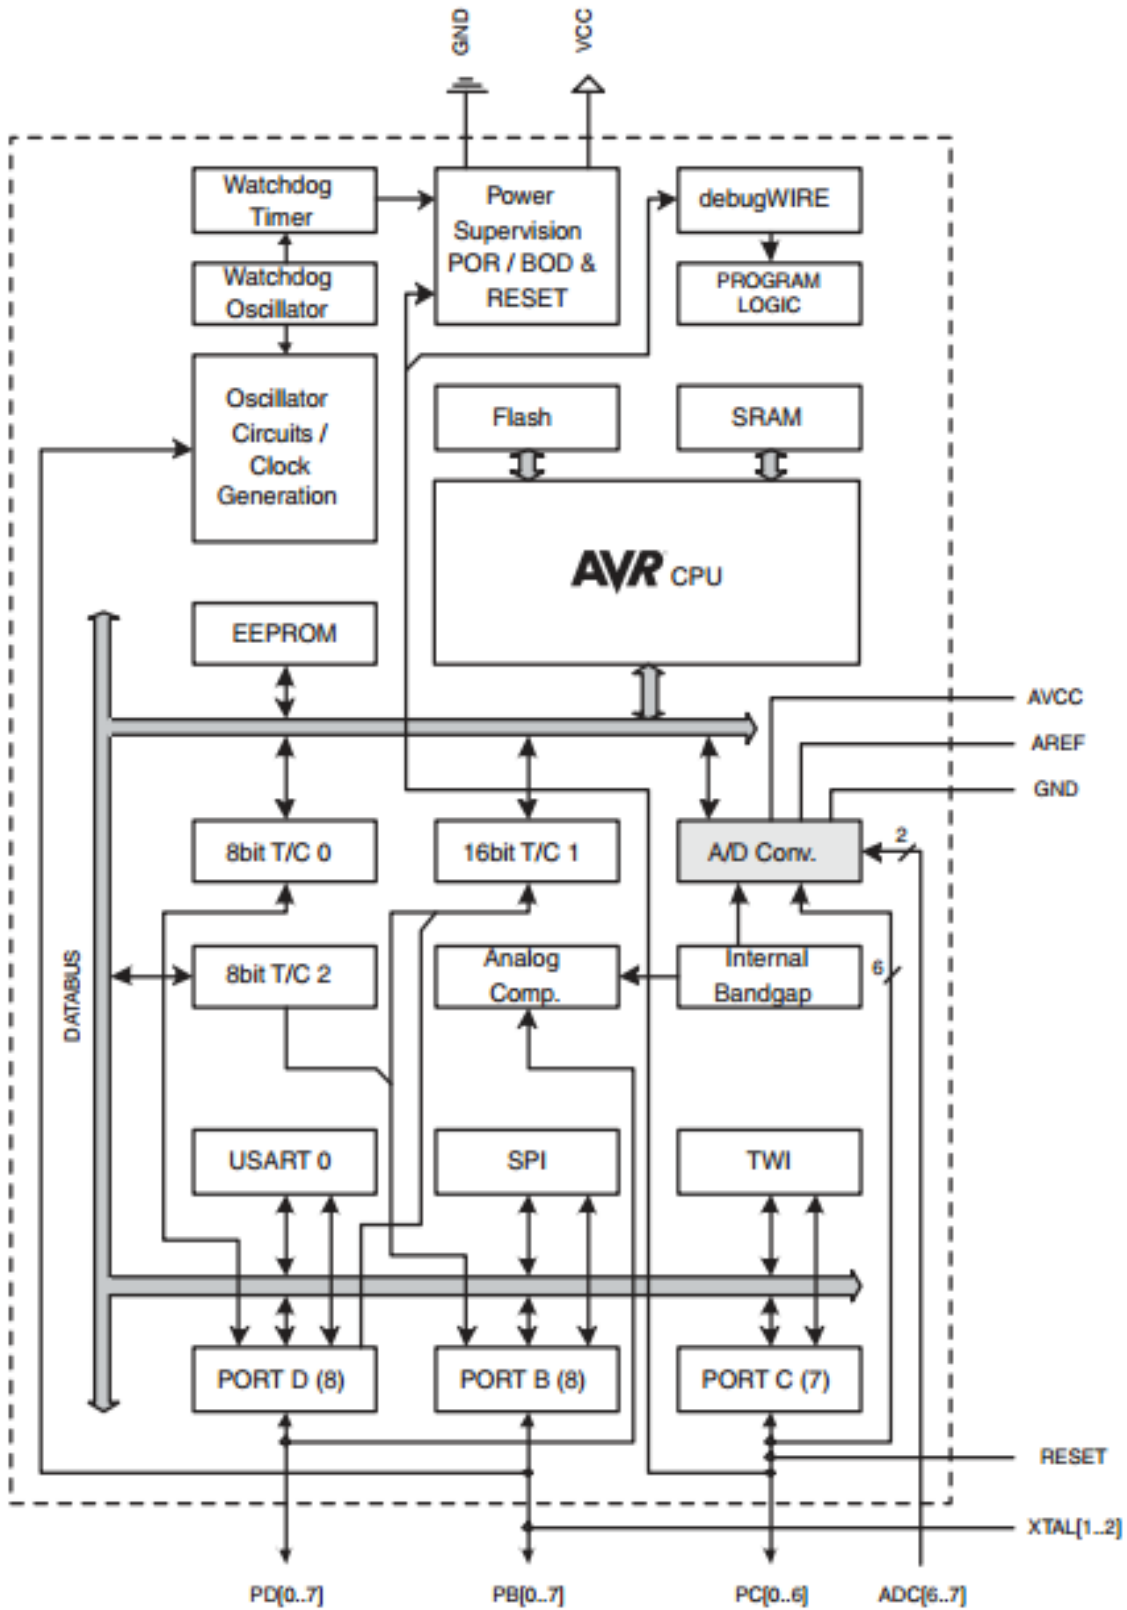 GND
VCC
Watchdog
Timer
Power
Supervision
POR / BOD &
RESET
debugWIRE
Watchdog
Oscillator
PROGRAM
LOGIC
Oscillator
Circuits /
Clock
Generation
Flash
SRAM
AVR CPU
EEPROM
AVCC
AREF
GND
8bit T/C 0
16bit T/C 1
A/D Conv.
2
DATABUS
8bit T/C 2
Analog
Comp.
Internal
Bandgap
6
USART 0
SPI
TWI
PORT D (8)
PORT B (8)
PORT C (7)
RESET
XTAL[1..2]
PD[0..7]
PB[0..7]
PC[0..6]
ADC[6..7]